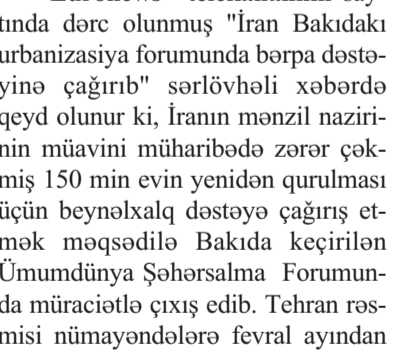 tında dərc olunmuş "İran Bakıdakı
urbanizasiya forumunda bərpa dəstə-
yinə çağırıb" sərlövhəli xəbərdə
qeyd olunur ki, İranın mənzil naziri-
nin müavini müharibədə zərər çək-
miş 150 min evin yenidən qurulması
üçün beynəlxalq dəstəyə çağırış et-
mək məqsədilə Bakıda keçirilən
Ümumdünya Şəhərsalma Forumun-
da müraciətlə çıxış edib. Tehran rəs-
misi nümayəndələrə fevral ayından